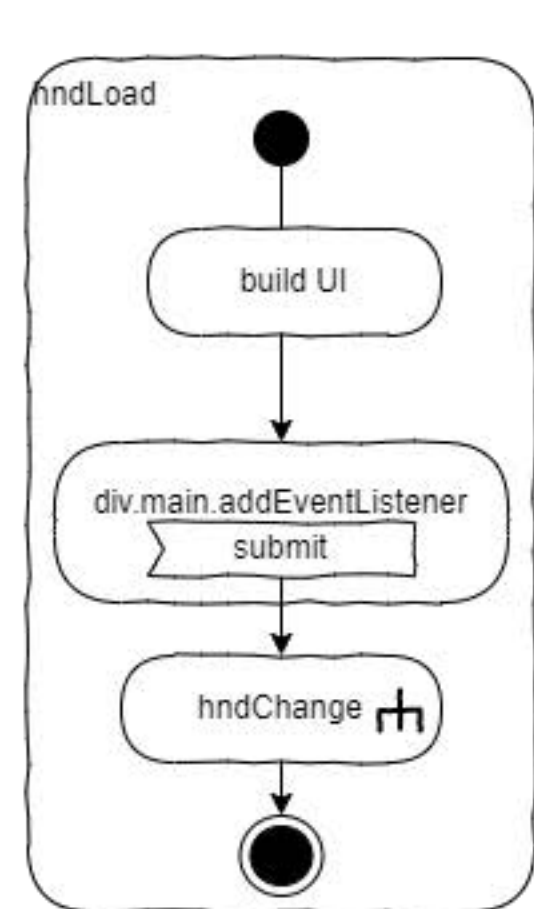 hndLoad
build UI
div.main.addEventListener
submit
hndChange